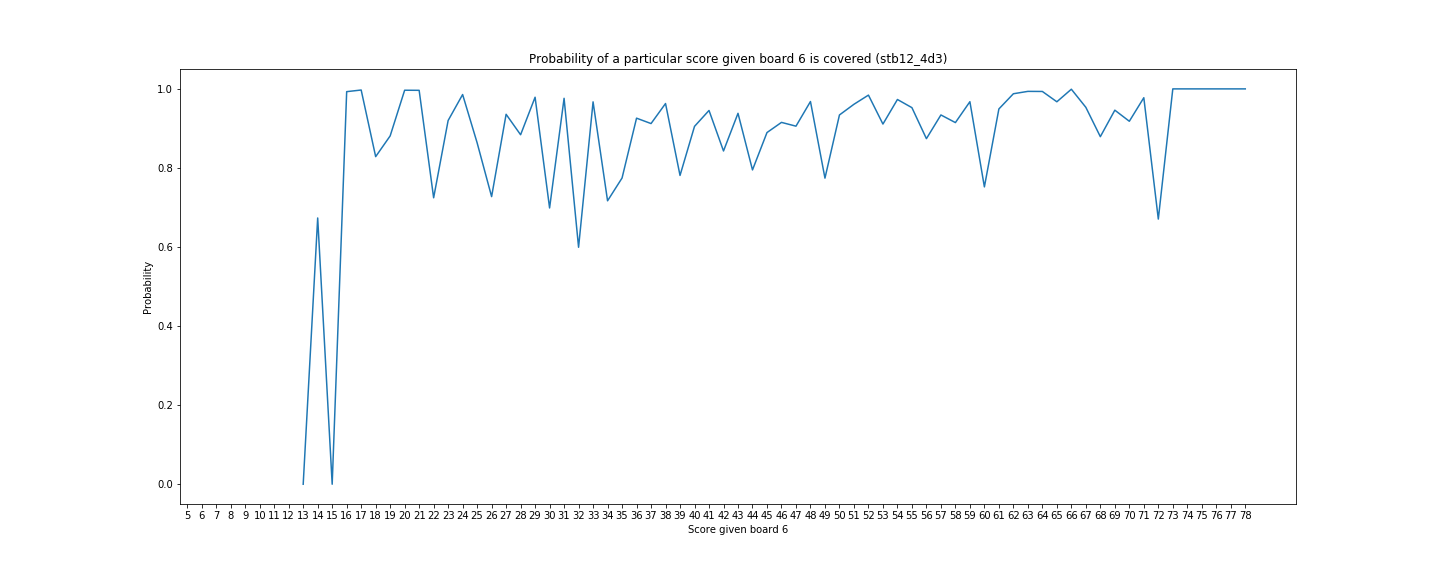 Probability of a particular score given board 6 is covered (stb12_4d3)
1.0
0.8
0.6
0.4
0.2
0.0
Probability
5 6 7 8 9 10 11 12 13 14 15 16 17 18 19 20 21 22 23 24 25 26 27 28 29 30 31 32 33 34 35 36 37 38 39 40 41 42 43 44 45 46 47 48 49 50 51 52 53 54 55 56 57 58 59 60 61 62 63 64 65 66 67 68 69 70 71 72 73 74 75 76 77 78
Score given board 6